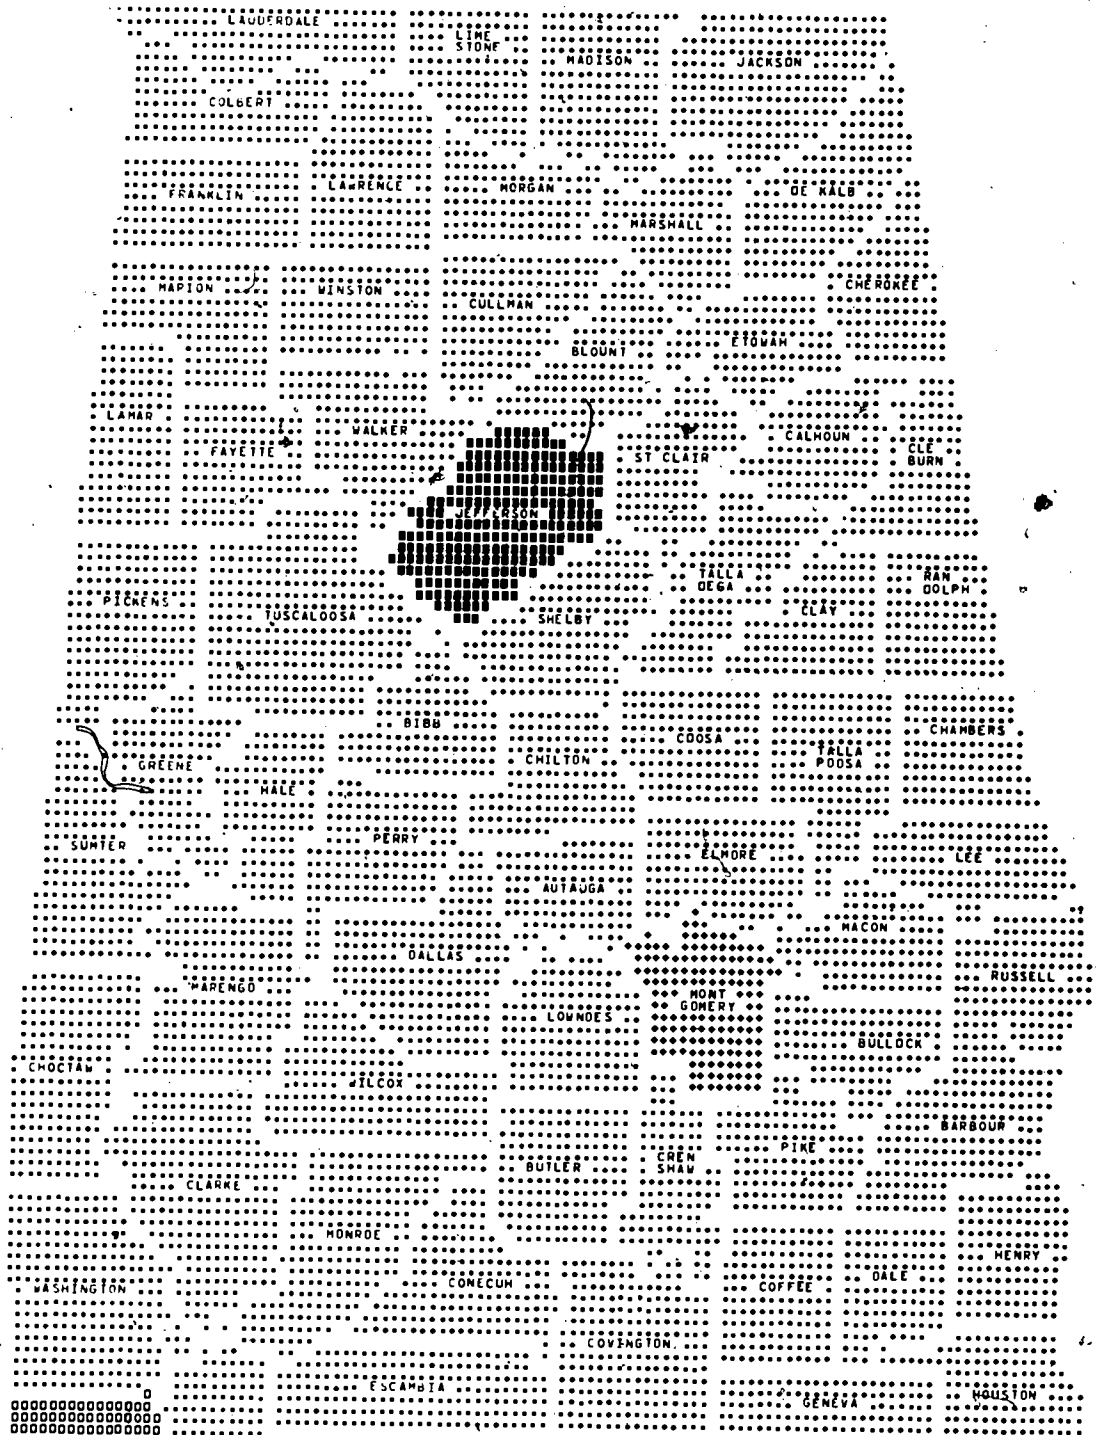 LAUDERDALE
LIME
STONE
MADISON
JACKSON
COLBERT
FRANKLIN
LAWRENCE
MORGAN
DE KALB
MARSHALL
MARION
WINSTON
CULLMAN
CHEROKEE
BLOUNT
ETOWAH
LAMAR
FAYETTE
WALKER
ST CLAIR
CALHOUN
CLE
BURN
JEFFERSON
PICKENS
TUSCALOOSA
SHELBY
TALLA
DEGA
CLAY
RAN
DOLPH
BIBB
CHILTON
COOSA
TALLA
POOSA
CHAMBERS
GREENE
HALE
SUMTER
PERRY
AUTAUGA
ELMORE
LEE
MACON
DALLAS
MARENGO
LOWNDES
MONT
GOMERY
RUSSELL
BULLOCK
CHOCTAW
WILCOX
BARBOUR
CLARKE
BUTLER
CREN
SHAW
PIKE
MONROE
HENRY
WASHINGTON
CONECUH
COFFEE
DALE
COVINGTON
ESCAMBIA
GENEVA
HOUSTON